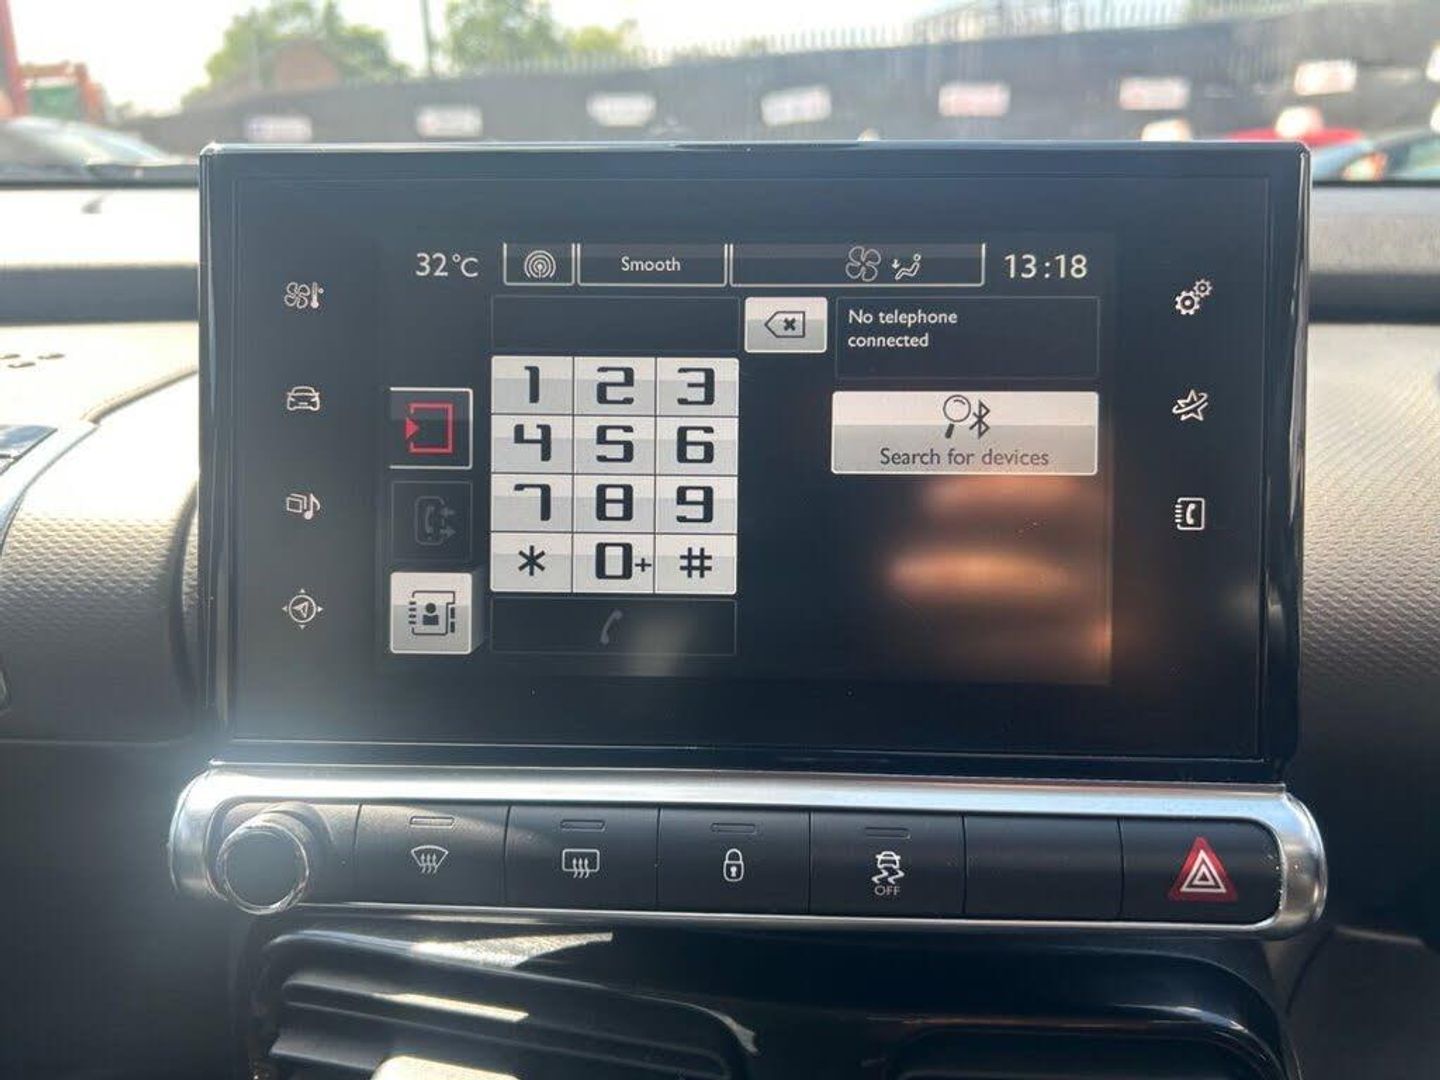 32°C
Smooth
13:18
No telephone
connected
1 2 3
4 5 6
7 8 9
* 0+ #
Search for devices
OFF